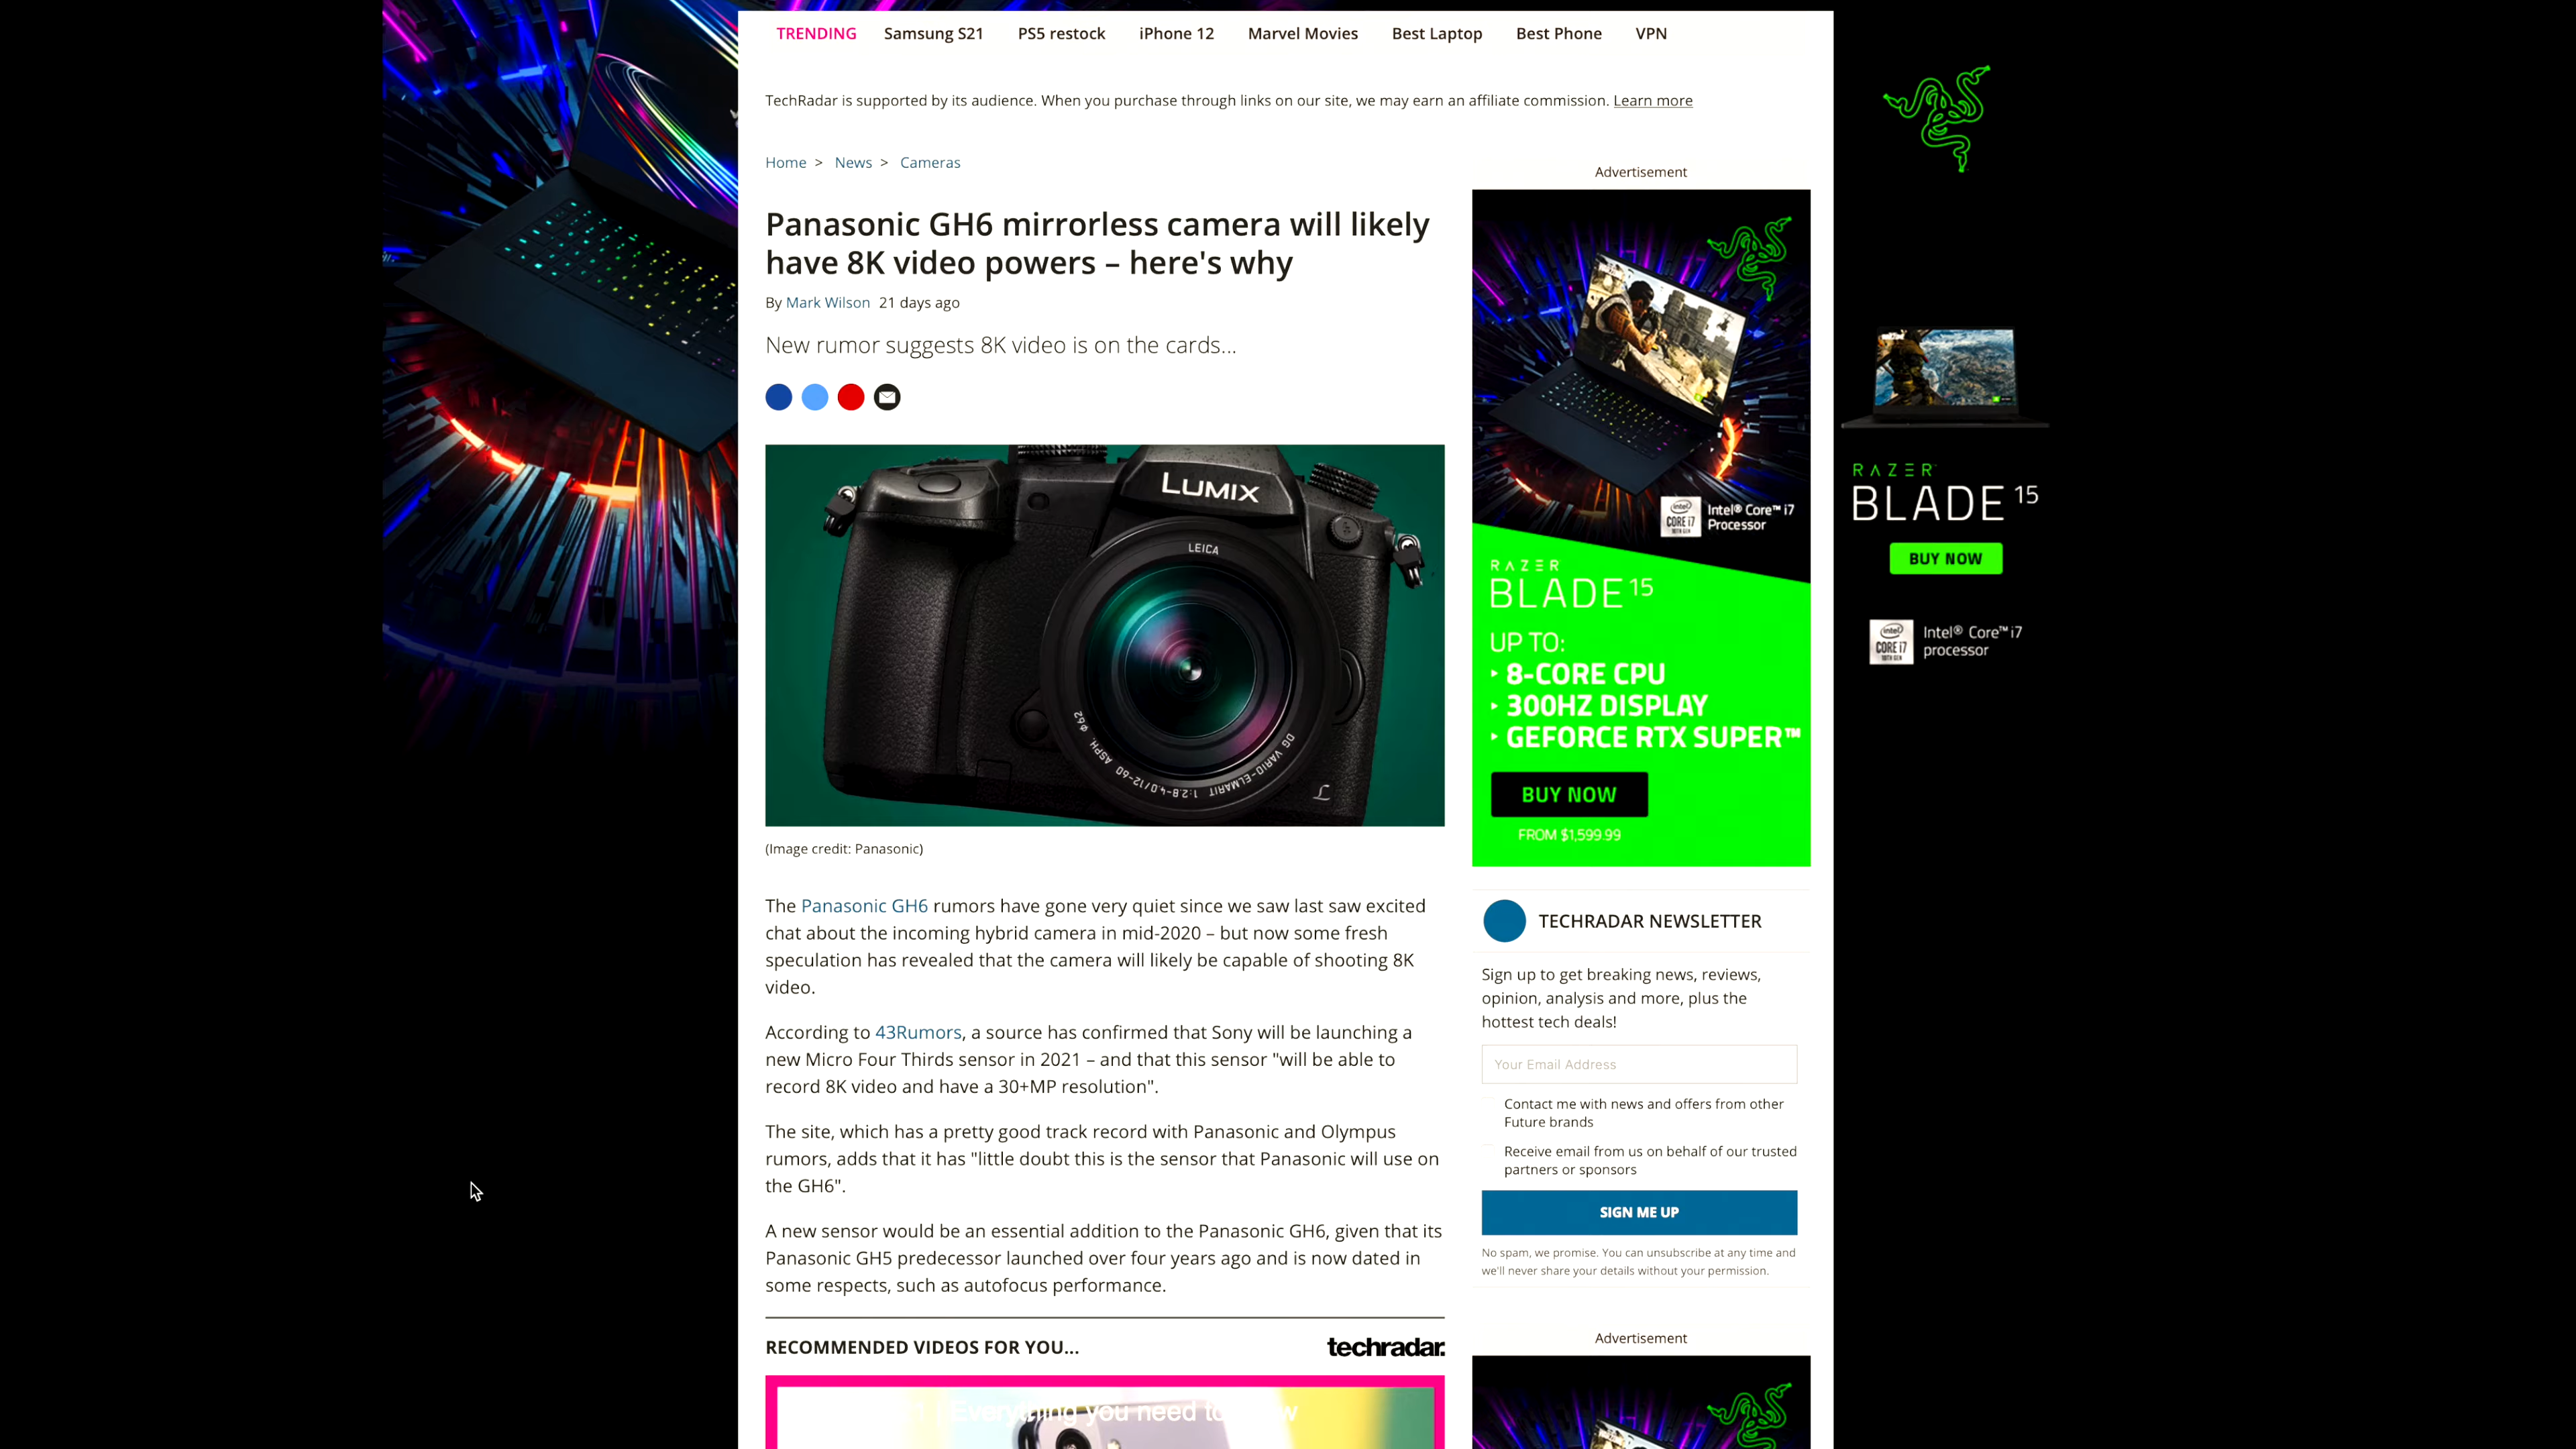 TRENDING Samsung S21 PS5 restock iPhone 12 Marvel Movies Best Laptop Best Phone VPN
TechRadar is supported by its audience. When you purchase through links on our site, we may earn an affiliate commission. Learn more
Home > News > Cameras
Panasonic GH6 mirrorless camera will likely
have 8K video powers – here's why
By Mark Wilson 21 days ago
New rumor suggests 8K video is on the cards...
LUMIX
LEICA
DG VARIO-ELMARIT 1:2.8-4.0/12-60 ASPH. Φ62
(Image credit: Panasonic)
The Panasonic GH6 rumors have gone very quiet since we saw last saw excited
chat about the incoming hybrid camera in mid-2020 – but now some fresh
speculation has revealed that the camera will likely be capable of shooting 8K
video.
According to 43Rumors, a source has confirmed that Sony will be launching a
new Micro Four Thirds sensor in 2021 – and that this sensor "will be able to
record 8K video and have a 30+MP resolution".
The site, which has a pretty good track record with Panasonic and Olympus
rumors, adds that it has "little doubt this is the sensor that Panasonic will use on
the GH6".
A new sensor would be an essential addition to the Panasonic GH6, given that its
Panasonic GH5 predecessor launched over four years ago and is now dated in
some respects, such as autofocus performance.
RECOMMENDED VIDEOS FOR YOU...
techradar.
Everything you need to
Advertisement
intel CORE i7 10TH GEN
Intel® Core™ i7
Processor
RAZER
BLADE 15
UP TO:
8-CORE CPU
300HZ DISPLAY
GEFORCE RTX SUPER™
BUY NOW
FROM $1,599.99
TECHRADAR NEWSLETTER
Sign up to get breaking news, reviews,
opinion, analysis and more, plus the
hottest tech deals!
Your Email Address
Contact me with news and offers from other
Future brands
Receive email from us on behalf of our trusted
partners or sponsors
SIGN ME UP
No spam, we promise. You can unsubscribe at any time and
we'll never share your details without your permission.
Advertisement
RAZER
BLADE 15
BUY NOW
intel CORE i7 10TH GEN
Intel® Core™ i7
processor